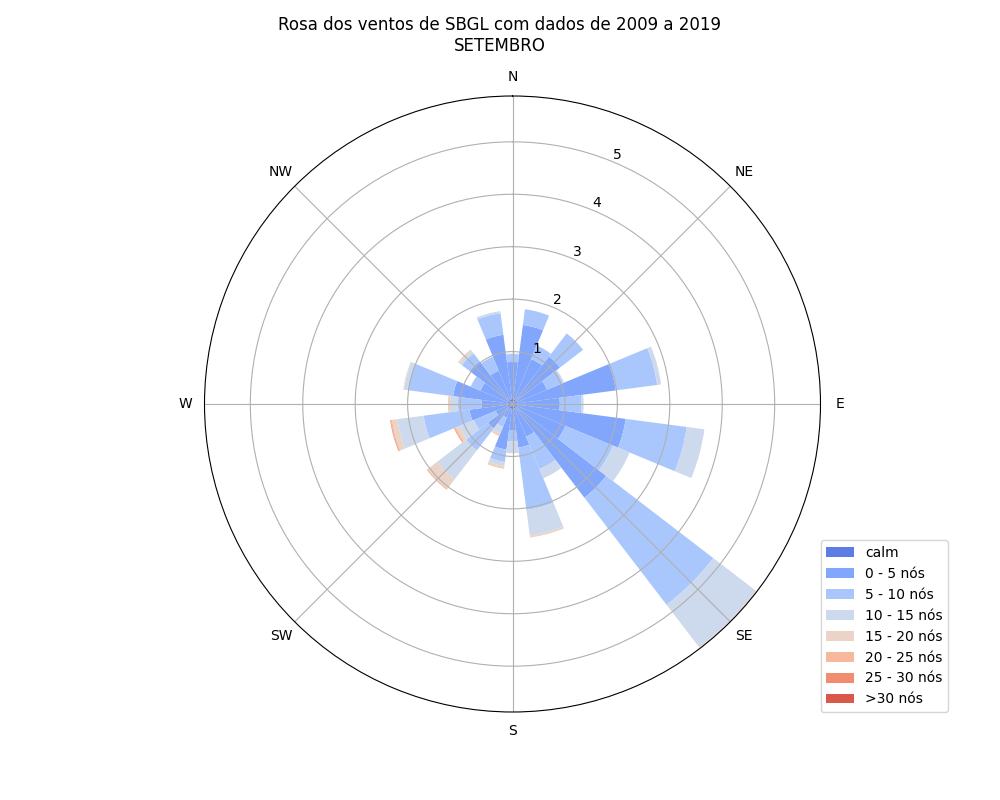 Rosa dos ventos de SBGL com dados de 2009 a 2019
SETEMBRO
N
NW
NE
5
4
3
2
1
W
E
SW
SE
S
calm
0 - 5 nós
5 - 10 nós
10 - 15 nós
15 - 20 nós
20 - 25 nós
25 - 30 nós
>30 nós